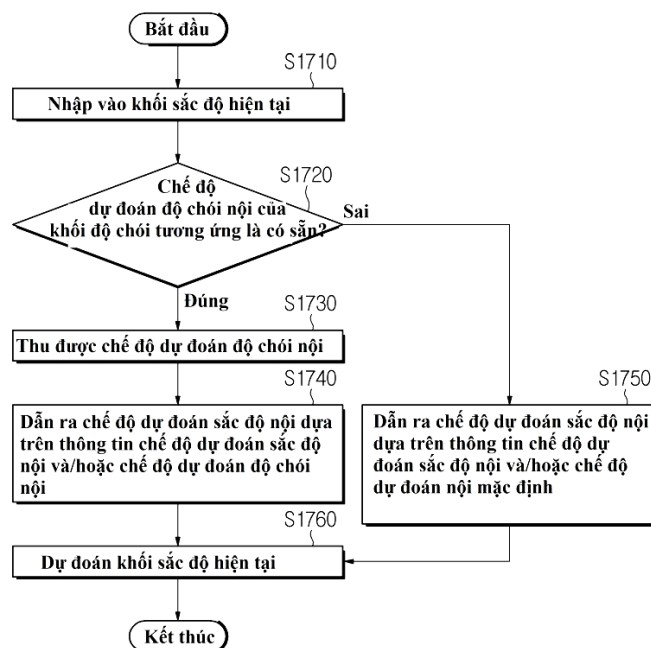 Bắt đầu
S1710
Nhập vào khối sắc độ hiện tại
S1720
Chế độ
dự đoán độ chói nội của
khối độ chói tương ứng là có sẵn?
Sai
Đúng
S1730
Thu được chế độ dự đoán độ chói nội
S1740
Dẫn ra chế độ dự đoán sắc độ nội dựa
trên thông tin chế độ dự đoán sắc độ
nội và/hoặc chế độ dự đoán độ chói
nội
S1750
Dẫn ra chế độ dự đoán sắc độ nội
dựa trên thông tin chế độ dự
đoán sắc độ nội và/hoặc chế độ
dự đoán nội mặc định
S1760
Dự đoán khối sắc độ hiện tại
Kết thúc